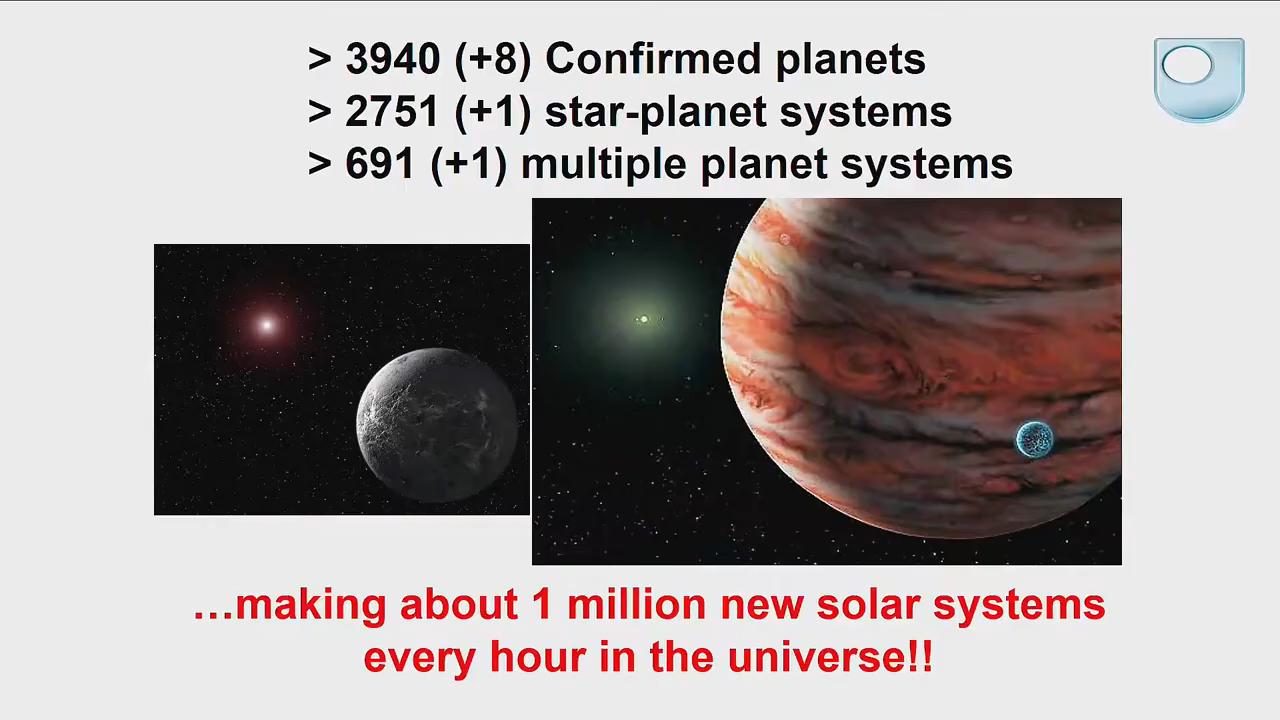 > 3940 (+8) Confirmed planets
> 2751 (+1) star-planet systems
> 691 (+1) multiple planet systems
…making about 1 million new solar systems
every hour in the universe!!